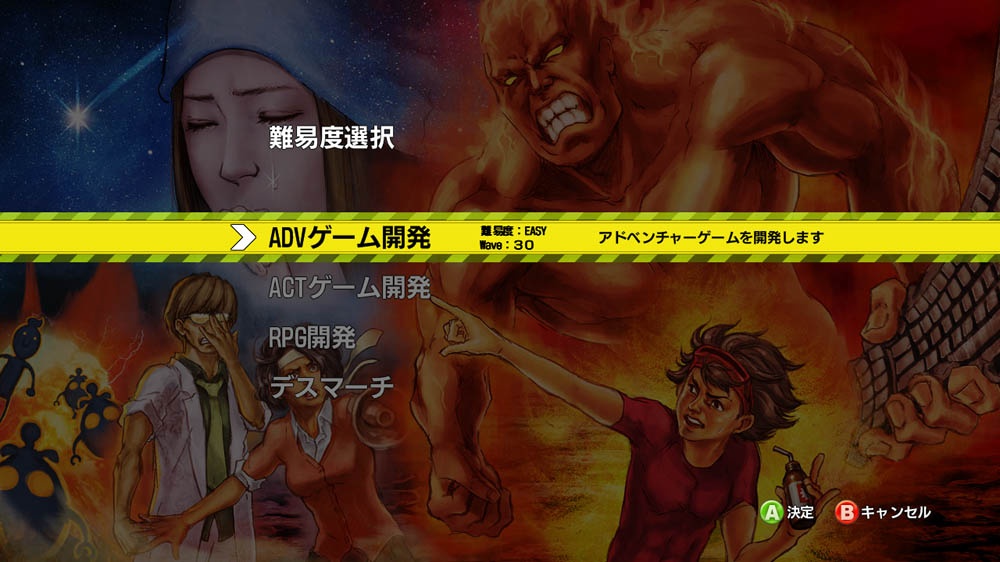 難易度選択
ADVゲーム開発
難易度：EASY
Wave：30
アドベンチャーゲームを開発します
ACTゲーム開発
RPG開発
デスマーチ
A 決定 B キャンセル